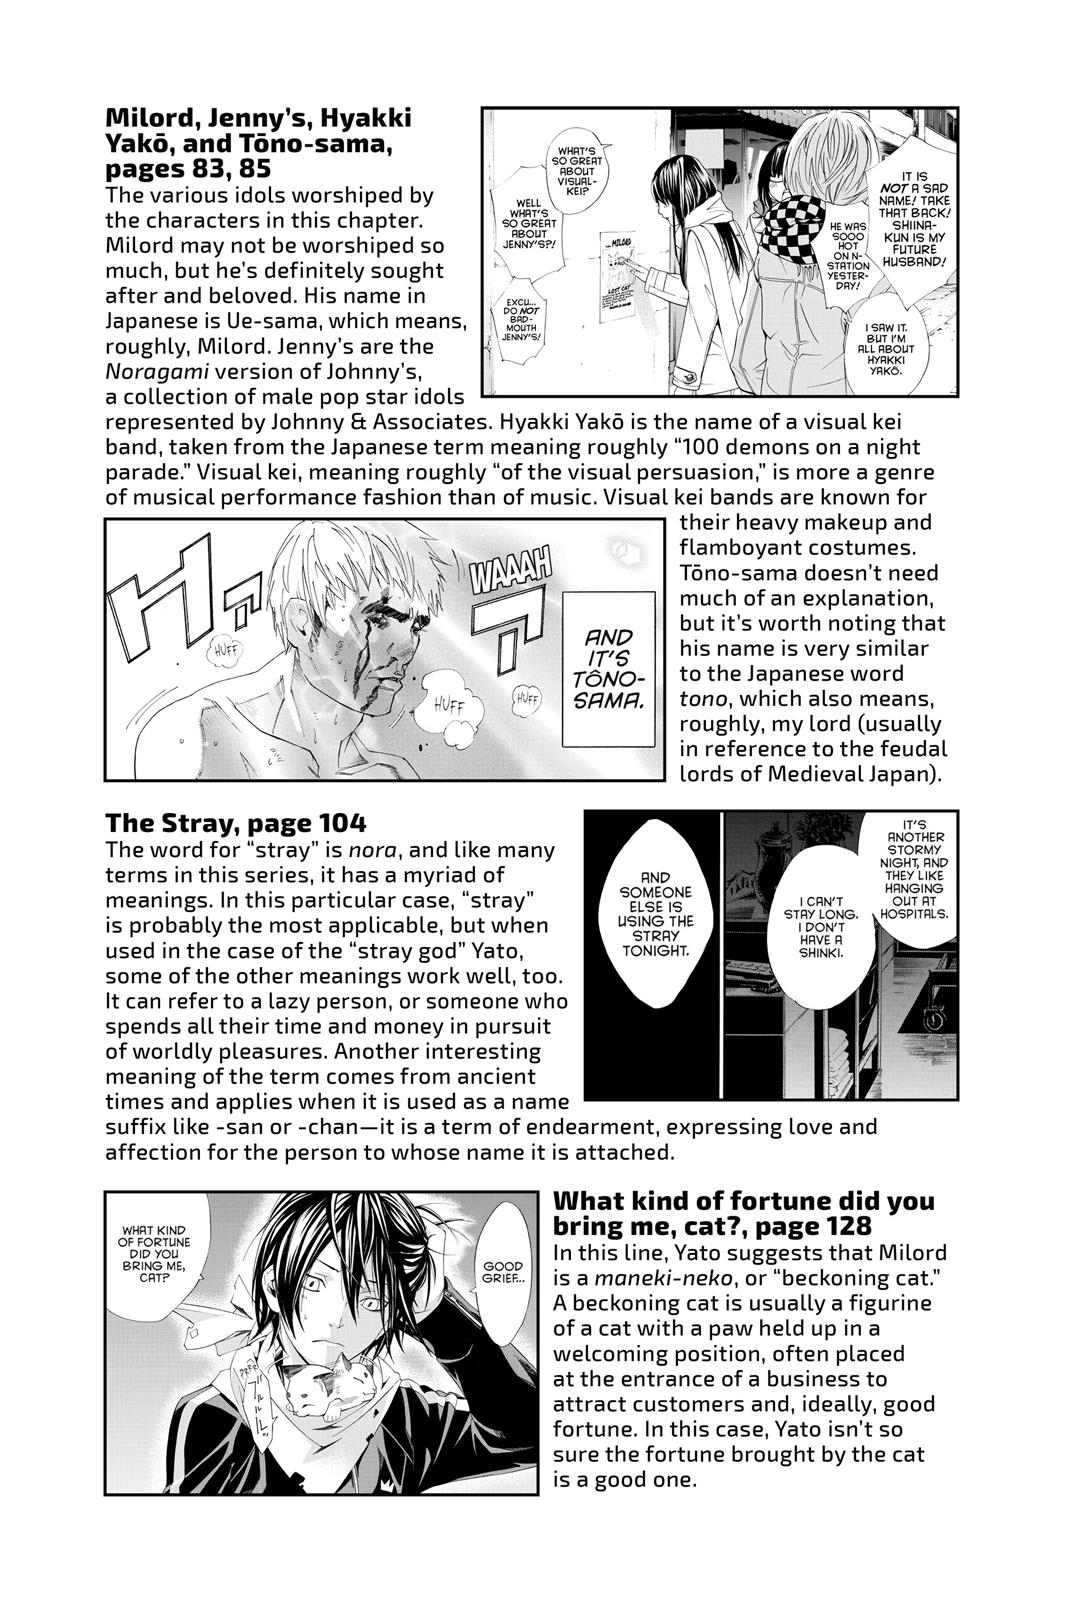 Milord, Jenny's, Hyakki
Yakō, and Tōno-sama,
pages 83, 85
The various idols worshiped by
the characters in this chapter.
Milord may not be worshiped so
much, but he's definitely sought
after and beloved. His name in
Japanese is Ue-sama, which means,
roughly, Milord. Jenny's are the
Noragami version of Johnny's,
a collection of male pop star idols
represented by Johnny & Associates. Hyakki Yakō is the name of a visual kei
band, taken from the Japanese term meaning roughly “100 demons on a night
parade.” Visual kei, meaning roughly “of the visual persuasion,” is more a genre
of musical performance fashion than of music. Visual kei bands are known for
their heavy makeup and
flamboyant costumes.
Tōno-sama doesn't need
much of an explanation,
but it's worth noting that
his name is very similar
to the Japanese word
tono, which also means,
roughly, my lord (usually
in reference to the feudal
lords of Medieval Japan).
IT IS
NOT A SAD
NAME! TAKE
THAT BACK!
SHIINA-
KUN IS MY
FUTURE
HUSBAND!
HE WAS
SOOO
HOT
ON N-
STATION
YESTER-
DAY!
I SAW IT.
BUT I'M
ALL ABOUT
HYAKKI
YAKŌ.
WHAT'S
SO GREAT
ABOUT
VISUAL-
KEI?
WELL
WHAT'S
SO GREAT
ABOUT
JENNY'S?!
EXCU...
DO NOT
BAD-
MOUTH
JENNY'S!
MILORD
LOST CAT
AND
IT'S
TÔNO-
SAMA.
WAAAH
ア
HUFF
HUFF
HUFF
ハァ
The Stray, page 104
The word for “stray” is nora, and like many
terms in this series, it has a myriad of
meanings. In this particular case, “stray”
is probably the most applicable, but when
used in the case of the “stray god” Yato,
some of the other meanings work well, too.
It can refer to a lazy person, or someone who
spends all their time and money in pursuit
of worldly pleasures. Another interesting
meaning of the term comes from ancient
times and applies when it is used as a name
suffix like -san or -chan—it is a term of endearment, expressing love and
affection for the person to whose name it is attached.
IT'S
ANOTHER
STORMY
NIGHT, AND
THEY LIKE
HANGING
OUT AT
HOSPITALS.
I CAN'T
STAY LONG.
I DON'T
HAVE A
SHINKI.
AND
SOMEONE
ELSE IS
USING THE
STRAY
TONIGHT.
What kind of fortune did you
bring me, cat?, page 128
In this line, Yato suggests that Milord
is a maneki-neko, or “beckoning cat.”
A beckoning cat is usually a figurine
of a cat with a paw held up in a
welcoming position, often placed
at the entrance of a business to
attract customers and, ideally, good
fortune. In this case, Yato isn't so
sure the fortune brought by the cat
is a good one.
GOOD
GRIEF...
WHAT KIND
OF FORTUNE
DID YOU
BRING ME,
CAT?